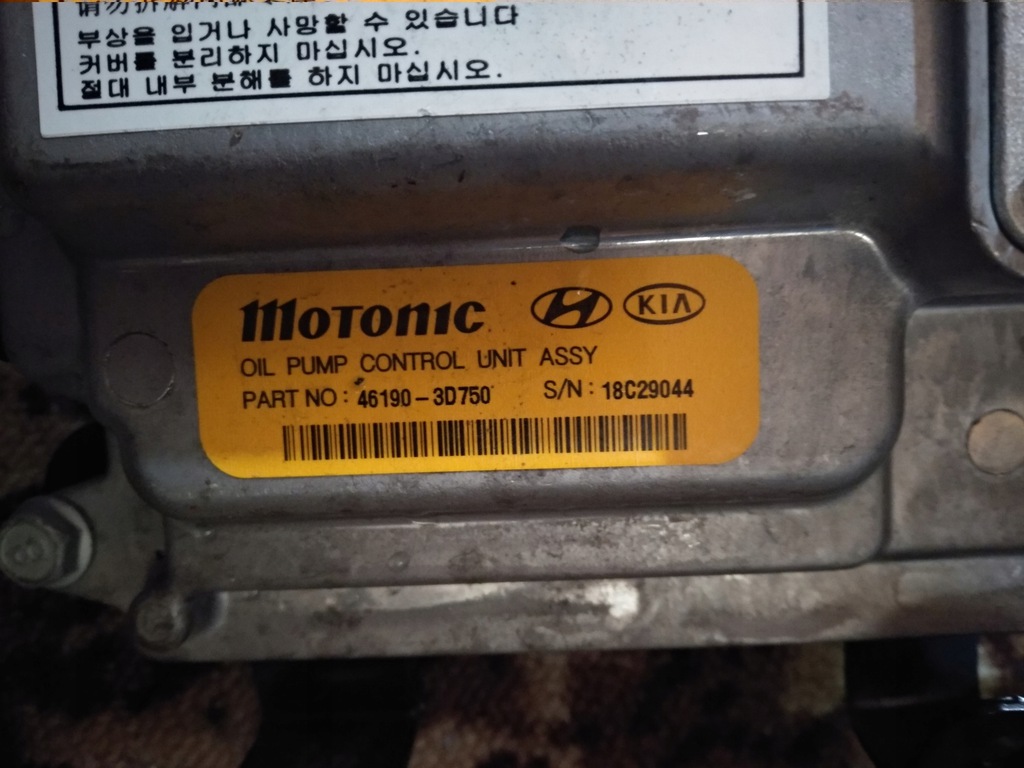 부상을 입거나 사망할 수 있습니다
커버를 분리하지 마십시오.
절대 내부 분해를 하지 마십시오.
MOTONIC H KIA
OIL PUMP CONTROL UNIT ASSY
PART NO : 46190-3D750 S/N : 18C29044
8